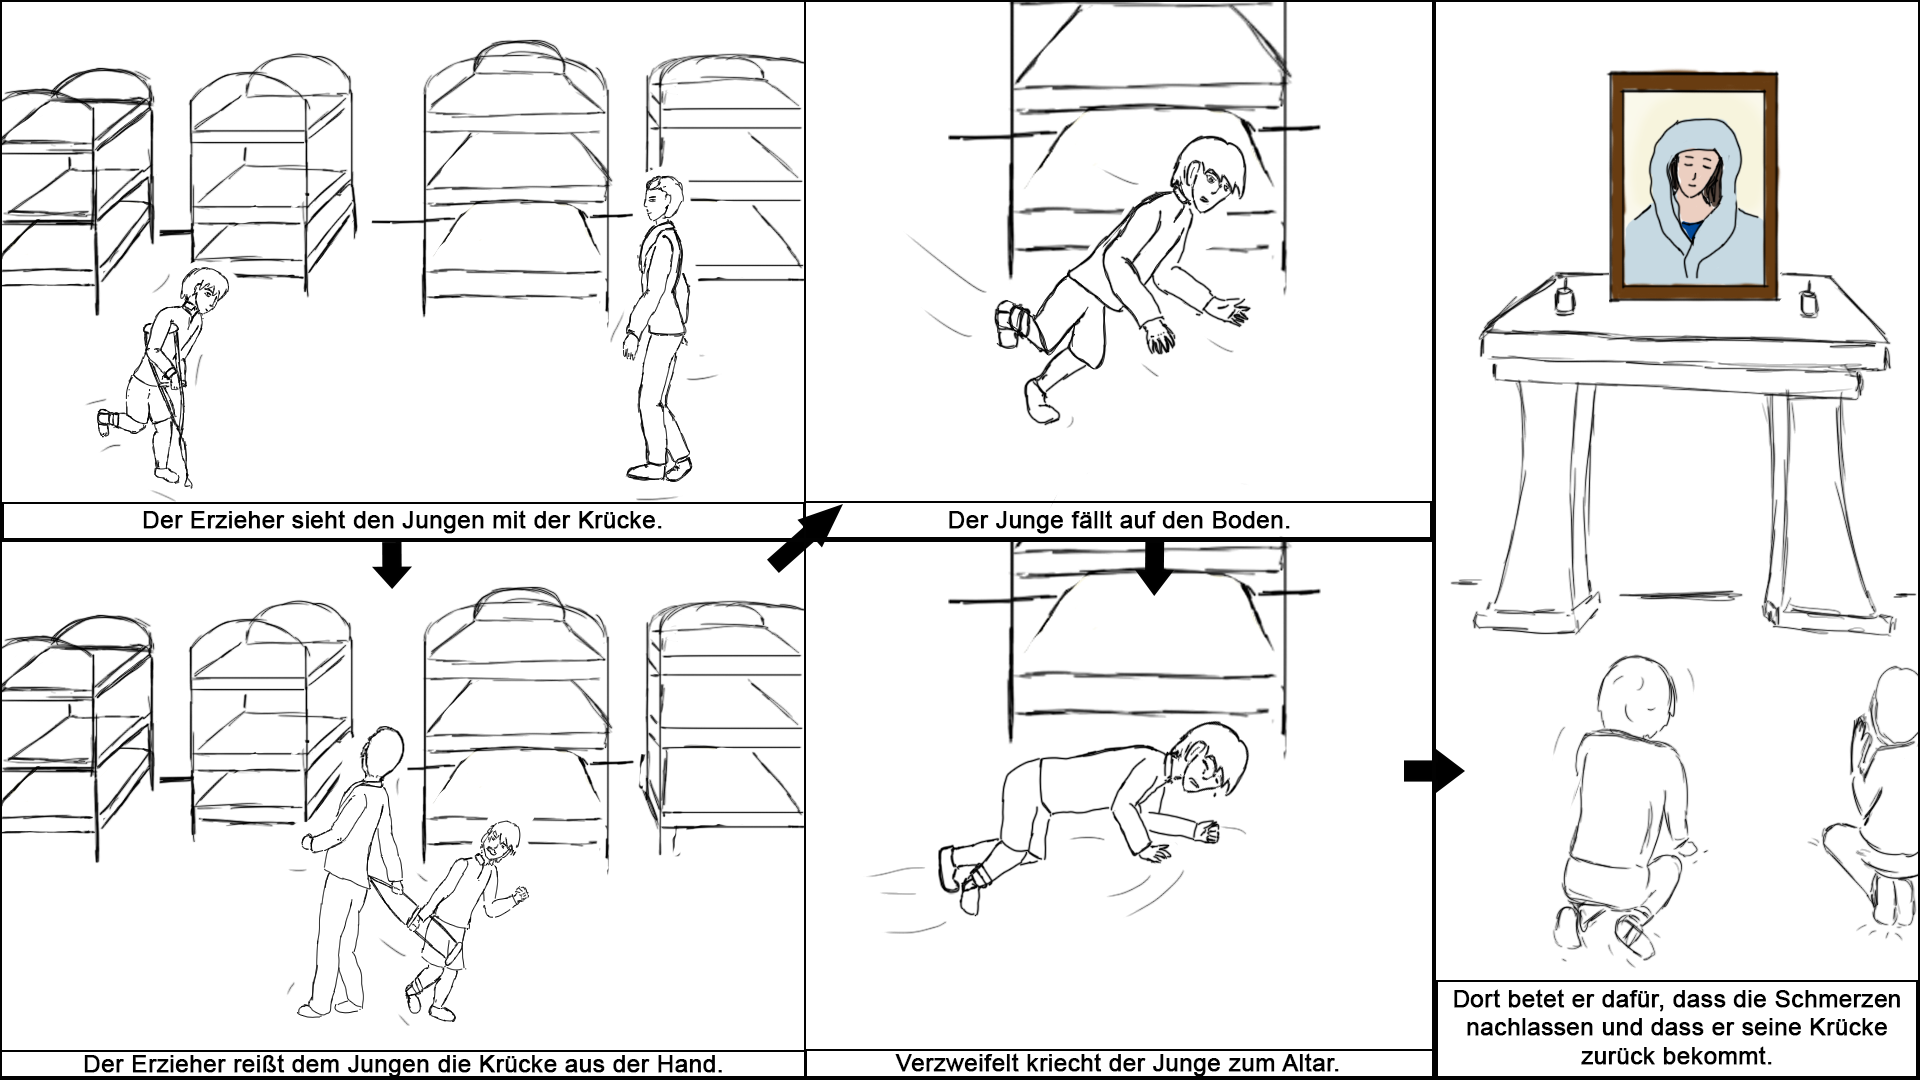 Der Erzieher sieht den Jungen mit der Krücke.
Der Erzieher reißt dem Jungen die Krücke aus der Hand.
Der Junge fällt auf den Boden.
Verzweifelt kriecht der Junge zum Altar.
Dort betet er dafür, dass die Schmerzen
nachlassen und dass er seine Krücke
zurück bekommt.